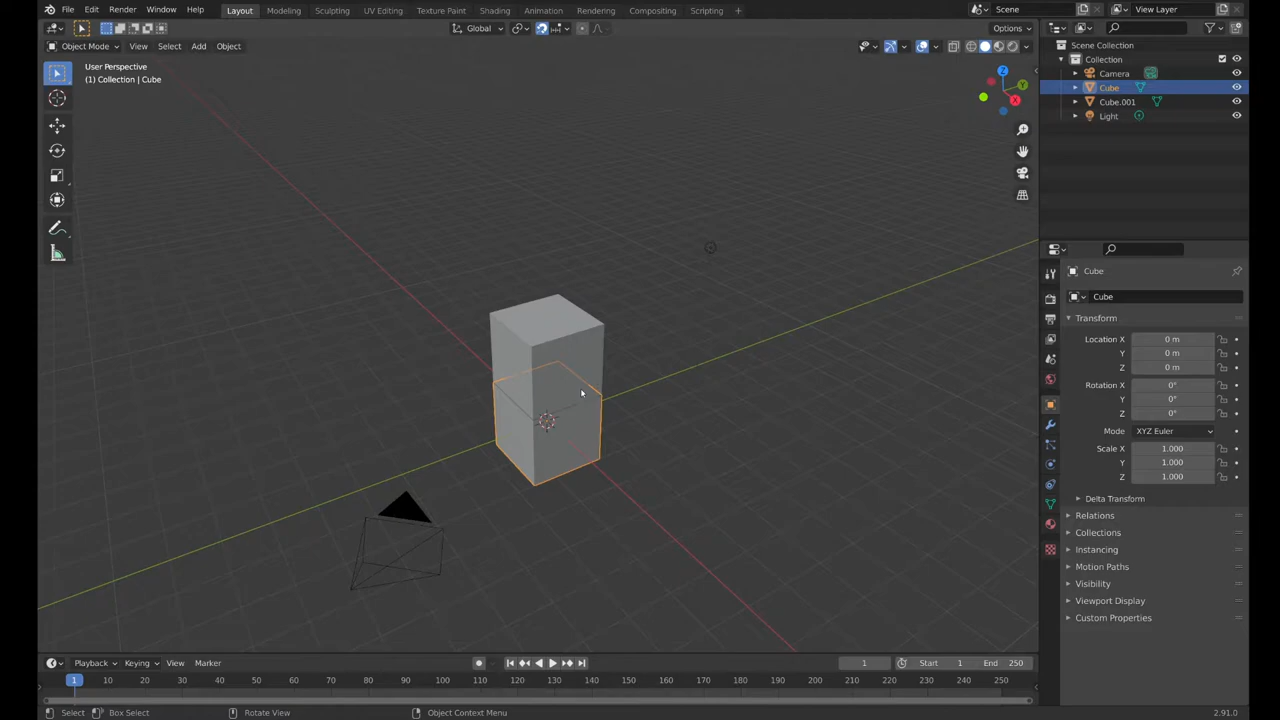 File Edit Render Window Help Layout Modeling Sculpting UV Editing Texture Paint Shading Animation Rendering Compositing Scripting + Scene View Layer
Global Options
Object Mode View Select Add Object
User Perspective
(1) Collection | Cube
Z
Y
X
Scene Collection
Collection
Camera
Cube
Cube.001
Light
Cube
Cube
Transform
Location X 0 m
Y 0 m
Z 0 m
Rotation X 0°
Y 0°
Z 0°
Mode XYZ Euler
Scale X 1.000
Y 1.000
Z 1.000
Delta Transform
Relations
Collections
Instancing
Motion Paths
Visibility
Viewport Display
Custom Properties
Playback Keying View Marker 1 Start 1 End 250
1 10 20 30 40 50 60 70 80 90 100 110 120 130 140 150 160 170 180 190 200 210 220 230 240 250
Select Box Select Rotate View Object Context Menu 2.91.0